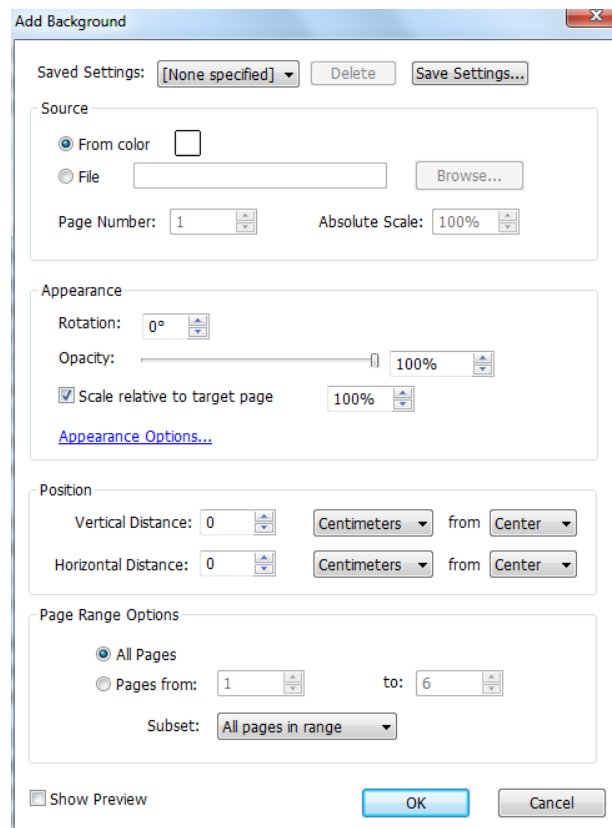 Add Background
Saved Settings: [None specified] Delete Save Settings...
Source
From color
File Browse...
Page Number: 1 Absolute Scale: 100%
Appearance
Rotation: 0°
Opacity: 100%
Scale relative to target page 100%
Appearance Options...
Position
Vertical Distance: 0 Centimeters from Center
Horizontal Distance: 0 Centimeters from Center
Page Range Options
All Pages
Pages from: 1 to: 6
Subset: All pages in range
Show Preview OK Cancel